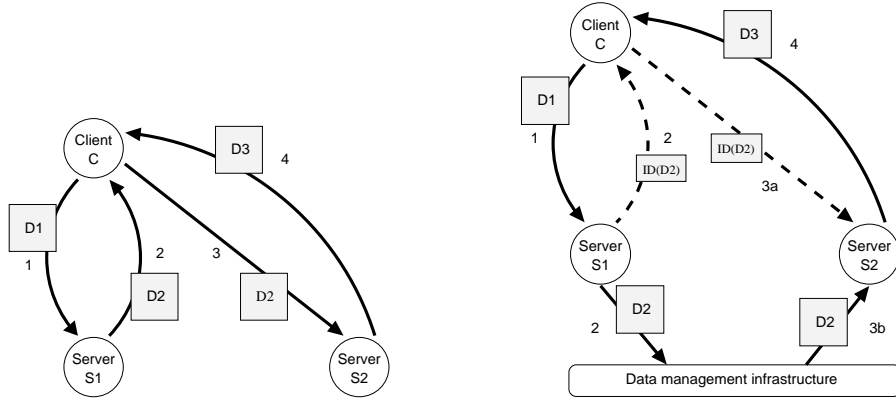 Client
C
D3
4
D1
1
2
3
D2
D2
Server
S1
Server
S2
Client
C
D3
4
D1
1
2
ID(D2)
ID(D2)
3a
Server
S1
Server
S2
D2
2
D2
3b
Data management infrastructure